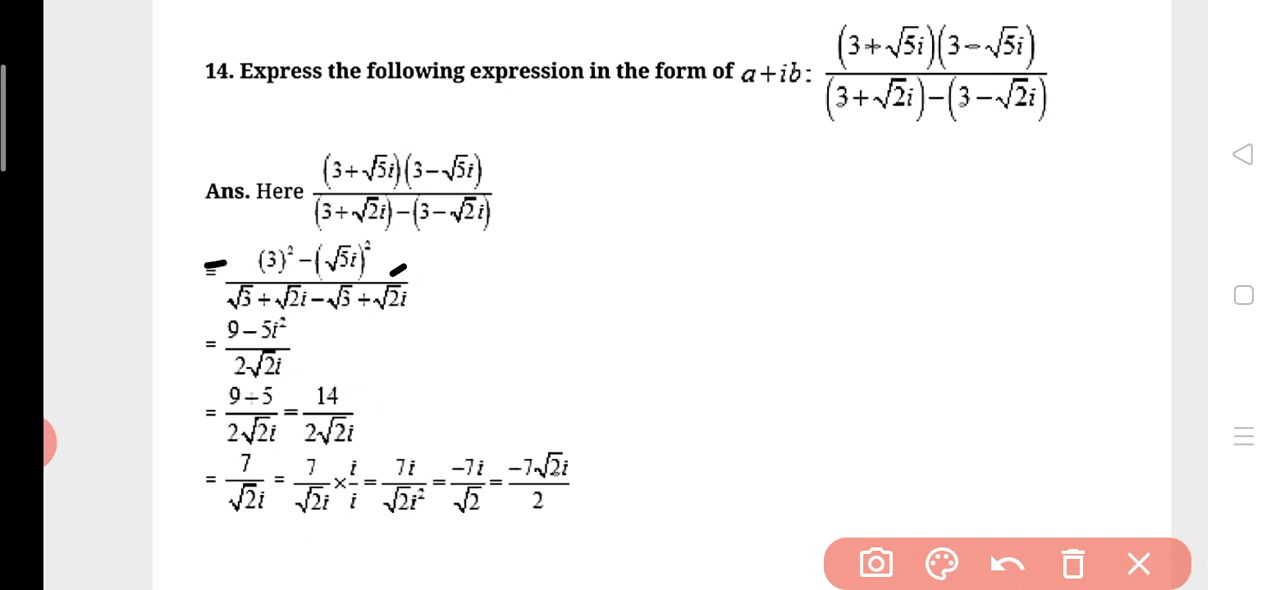 14. Express the following expression in the form of a+ib: (3+√5i)(3−√5i) / (3+√2i)−(3−√2i)
Ans. Here (3+√5i)(3−√5i) / (3+√2i)−(3−√2i)
= (3)²−(√5i)² / √3+√2i−√3+√2i
= 9−5i² / 2√2i
= 9+5 / 2√2i = 14 / 2√2i
= 7 / √2i = 7 / √2i × i / i = 7i / √2i² = −7i / √2 = −7√2i / 2